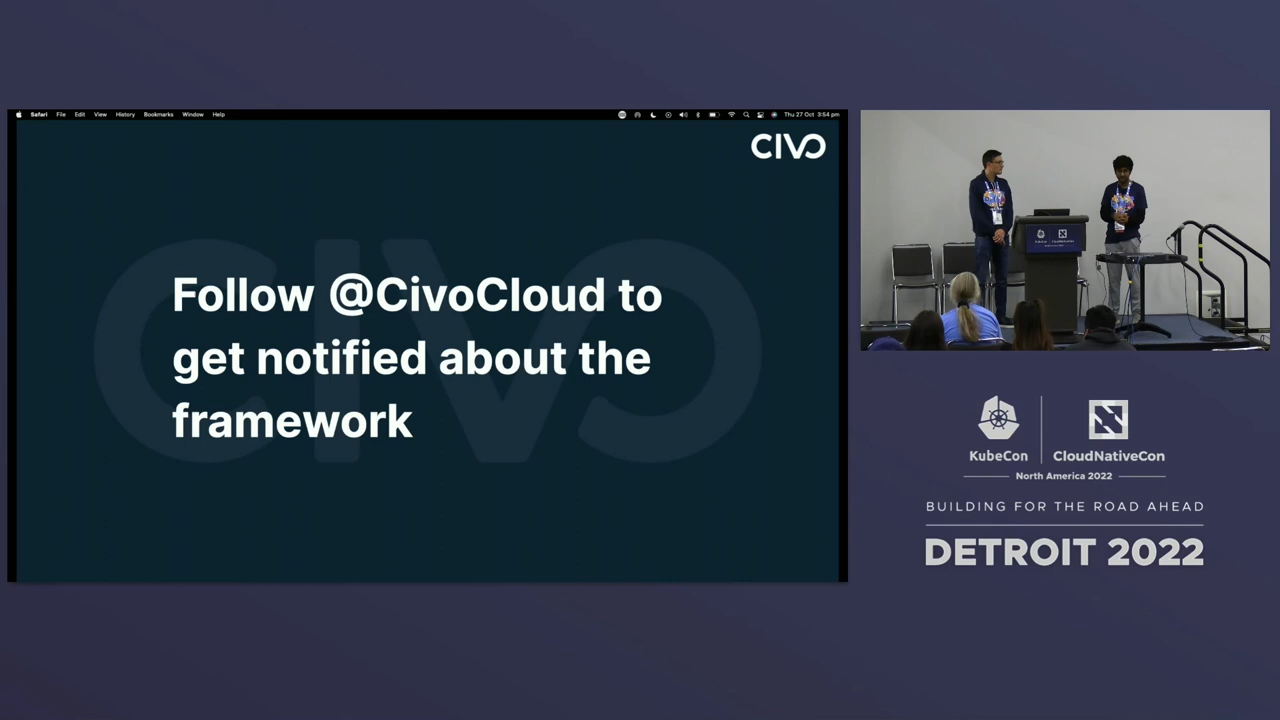 Safari File Edit View History Bookmarks Window Help Thu 27 Oct 3:54 pm
CIVO
Follow @CivoCloud to
get notified about the
framework
KubeCon CloudNativeCon
North America 2022
BUILDING FOR THE ROAD AHEAD
DETROIT 2022